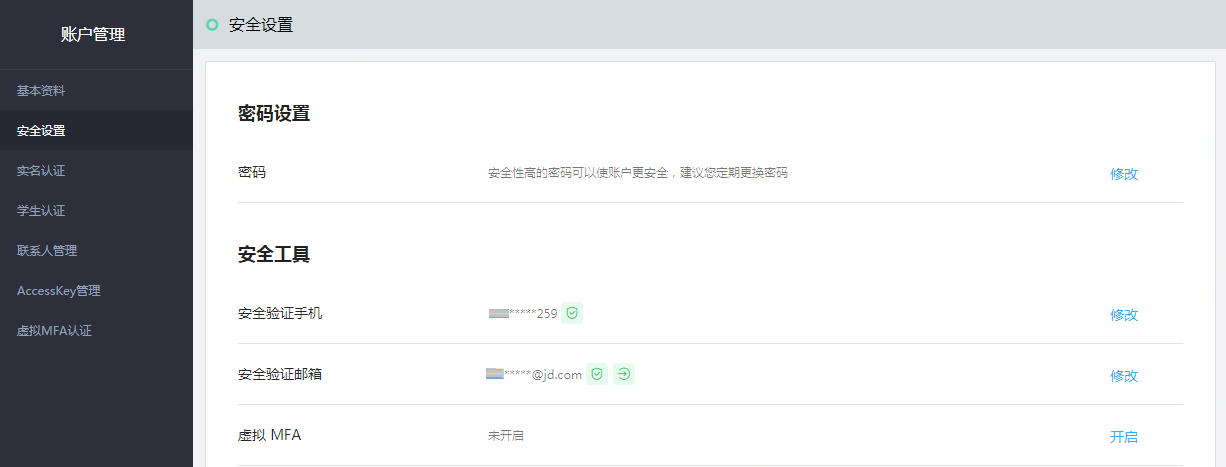 账户管理
基本资料
安全设置
实名认证
学生认证
联系人管理
AccessKey管理
虚拟MFA认证
安全设置
密码设置
密码 安全性高的密码可以使账户更安全，建议您定期更换密码 修改
安全工具
安全验证手机 *****259 修改
安全验证邮箱 *****@jd.com 修改
虚拟 MFA 未开启 开启